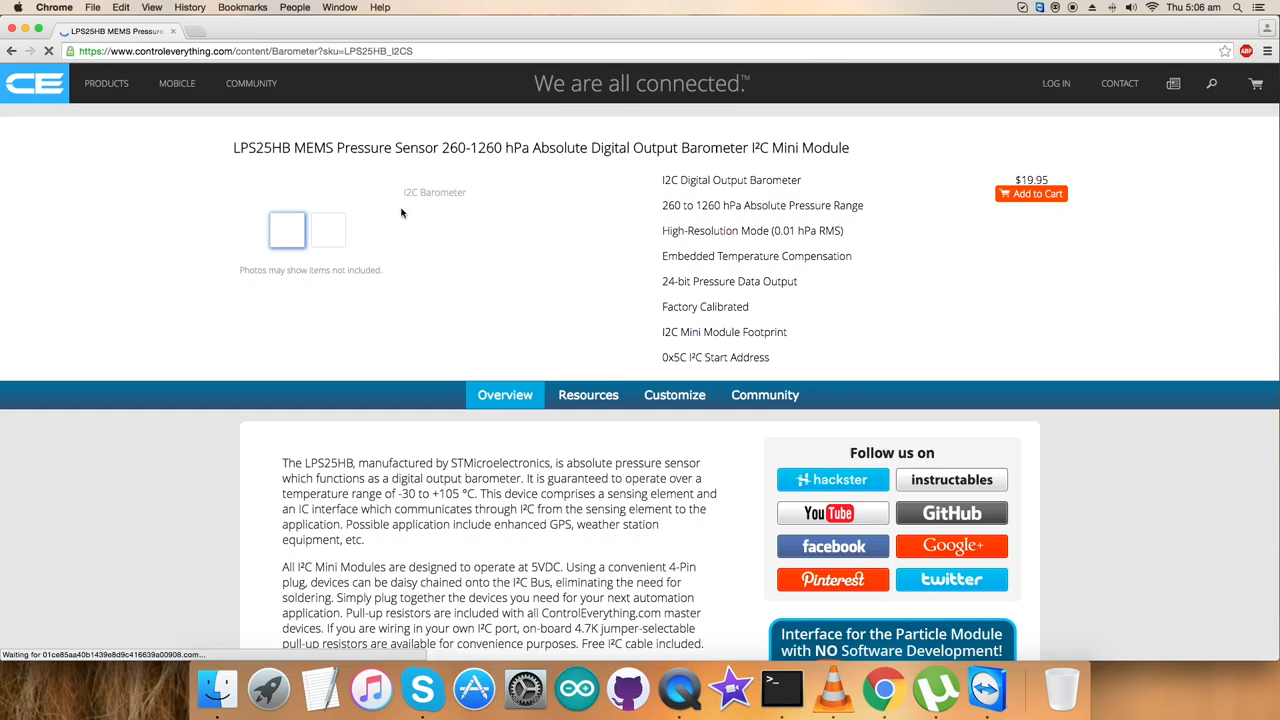 Chrome File Edit View History Bookmarks People Window Help Thu 5:06 am
LPS25HB MEMS Pressure
https://www.controleverything.com/content/Barometer?sku=LPS25HB_I2CS ABP
CE PRODUCTS MOBICLE COMMUNITY We are all connected.™ LOG IN CONTACT
LPS25HB MEMS Pressure Sensor 260-1260 hPa Absolute Digital Output Barometer I²C Mini Module
I2C Barometer
Photos may show items not included.
I2C Digital Output Barometer
260 to 1260 hPa Absolute Pressure Range
High-Resolution Mode (0.01 hPa RMS)
Embedded Temperature Compensation
24-bit Pressure Data Output
Factory Calibrated
I2C Mini Module Footprint
0x5C I²C Start Address
$19.95
Add to Cart
Overview Resources Customize Community
The LPS25HB, manufactured by STMicroelectronics, is absolute pressure sensor
which functions as a digital output barometer. It is guaranteed to operate over a
temperature range of -30 to +105 °C. This device comprises a sensing element and
an IC interface which communicates through I²C from the sensing element to the
application. Possible application include enhanced GPS, weather station
equipment, etc.
All I²C Mini Modules are designed to operate at 5VDC. Using a convenient 4-Pin
plug, devices can be daisy chained onto the I²C Bus, eliminating the need for
soldering. Simply plug together the devices you need for your next automation
application. Pull-up resistors are included with all ControlEverything.com master
devices. If you are wiring in your own I²C port, on-board 4.7K jumper-selectable
pull-up resistors are available for convenience purposes. Free I²C cable included.
Follow us on
hackster instructables
YouTube GitHub
facebook Google+
Pinterest twitter
Interface for the Particle Module
with NO Software Development!
Waiting for 01ce85aa40b1439e8d9c416639a00908.com...